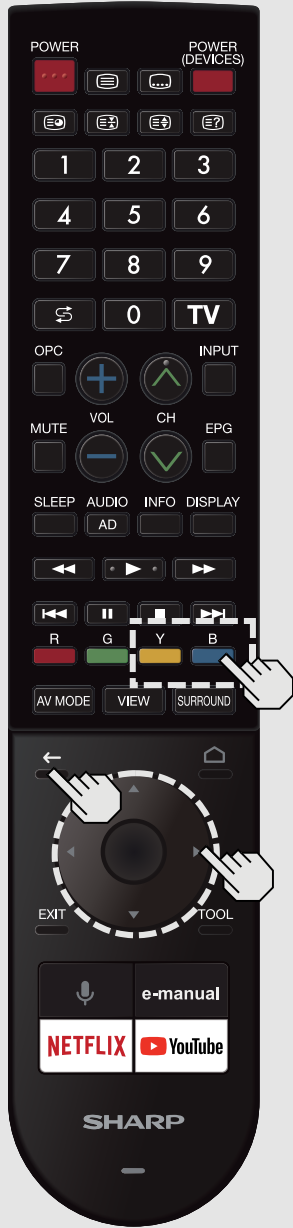 POWER POWER
(DEVICES)
1 2 3
4 5 6
7 8 9
0 TV
OPC INPUT
MUTE VOL CH EPG
SLEEP AUDIO INFO DISPLAY
AD
R G Y B
AV MODE VIEW SURROUND
EXIT TOOL
e-manual
NETFLIX YouTube
SHARP